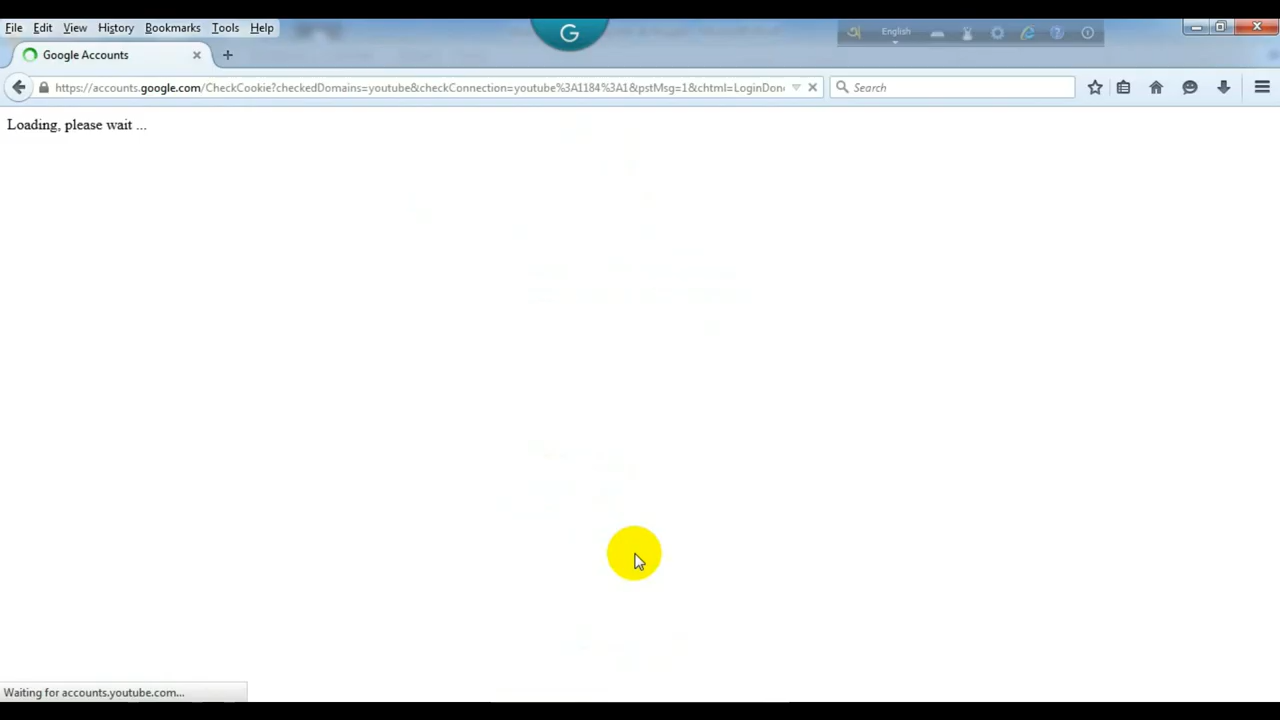 File Edit View History Bookmarks Tools Help
G
English
Google Accounts
https://accounts.google.com/CheckCookie?checkedDomains=youtube&checkConnection=youtube%3A1184%3A1&pstMsg=1&chtml=LoginDon
Search
Loading, please wait ...
Waiting for accounts.youtube.com...